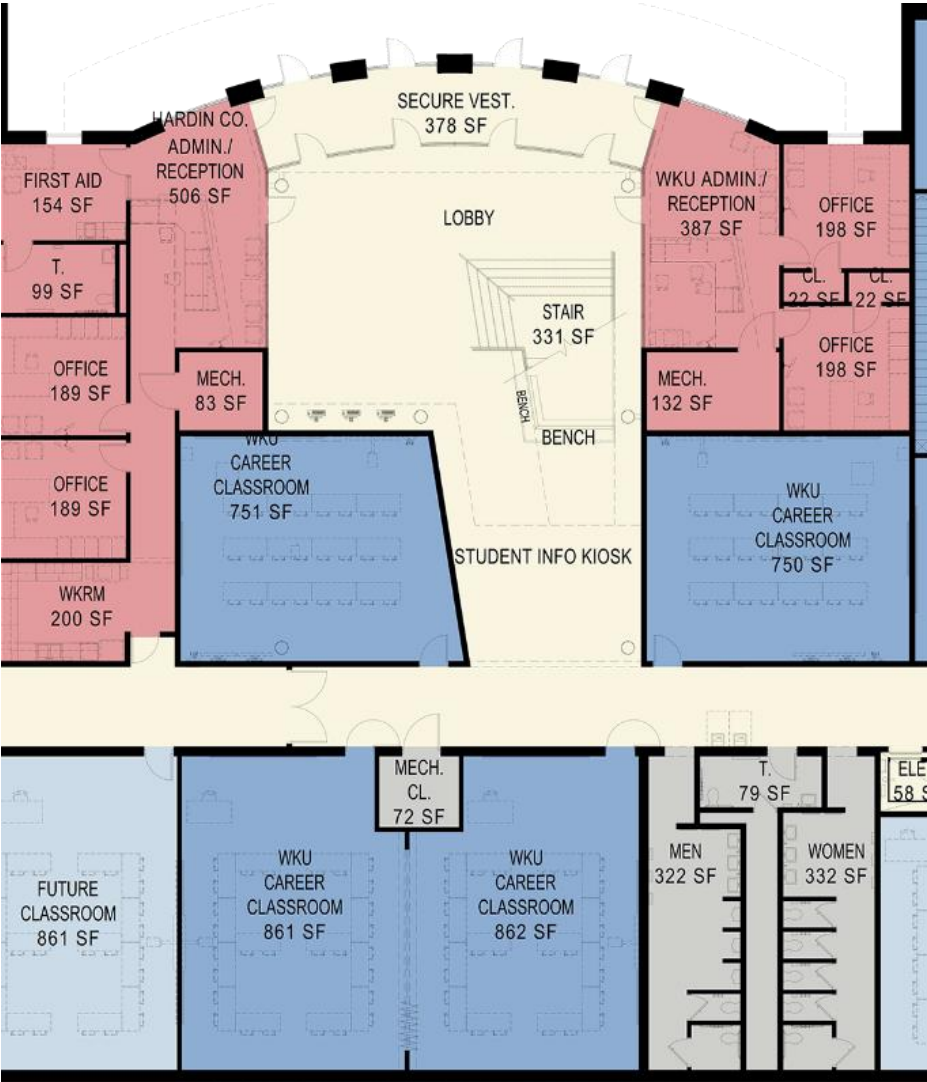 SECURE VEST.
378 SF
HARDIN CO.
ADMIN./
RECEPTION
506 SF
FIRST AID
154 SF
LOBBY
WKU ADMIN./
RECEPTION
387 SF
OFFICE
198 SF
T.
99 SF
CL.
22 SF
CL.
22 SF
STAIR
331 SF
OFFICE
189 SF
MECH.
83 SF
BENCH
BENCH
MECH.
132 SF
OFFICE
198 SF
WKU
CAREER
CLASSROOM
751 SF
OFFICE
189 SF
WKU
CAREER
CLASSROOM
750 SF
STUDENT INFO KIOSK
WKRM
200 SF
MECH.
CL.
72 SF
T.
79 SF
ELE
58 S
FUTURE
CLASSROOM
861 SF
WKU
CAREER
CLASSROOM
861 SF
WKU
CAREER
CLASSROOM
862 SF
MEN
322 SF
WOMEN
332 SF